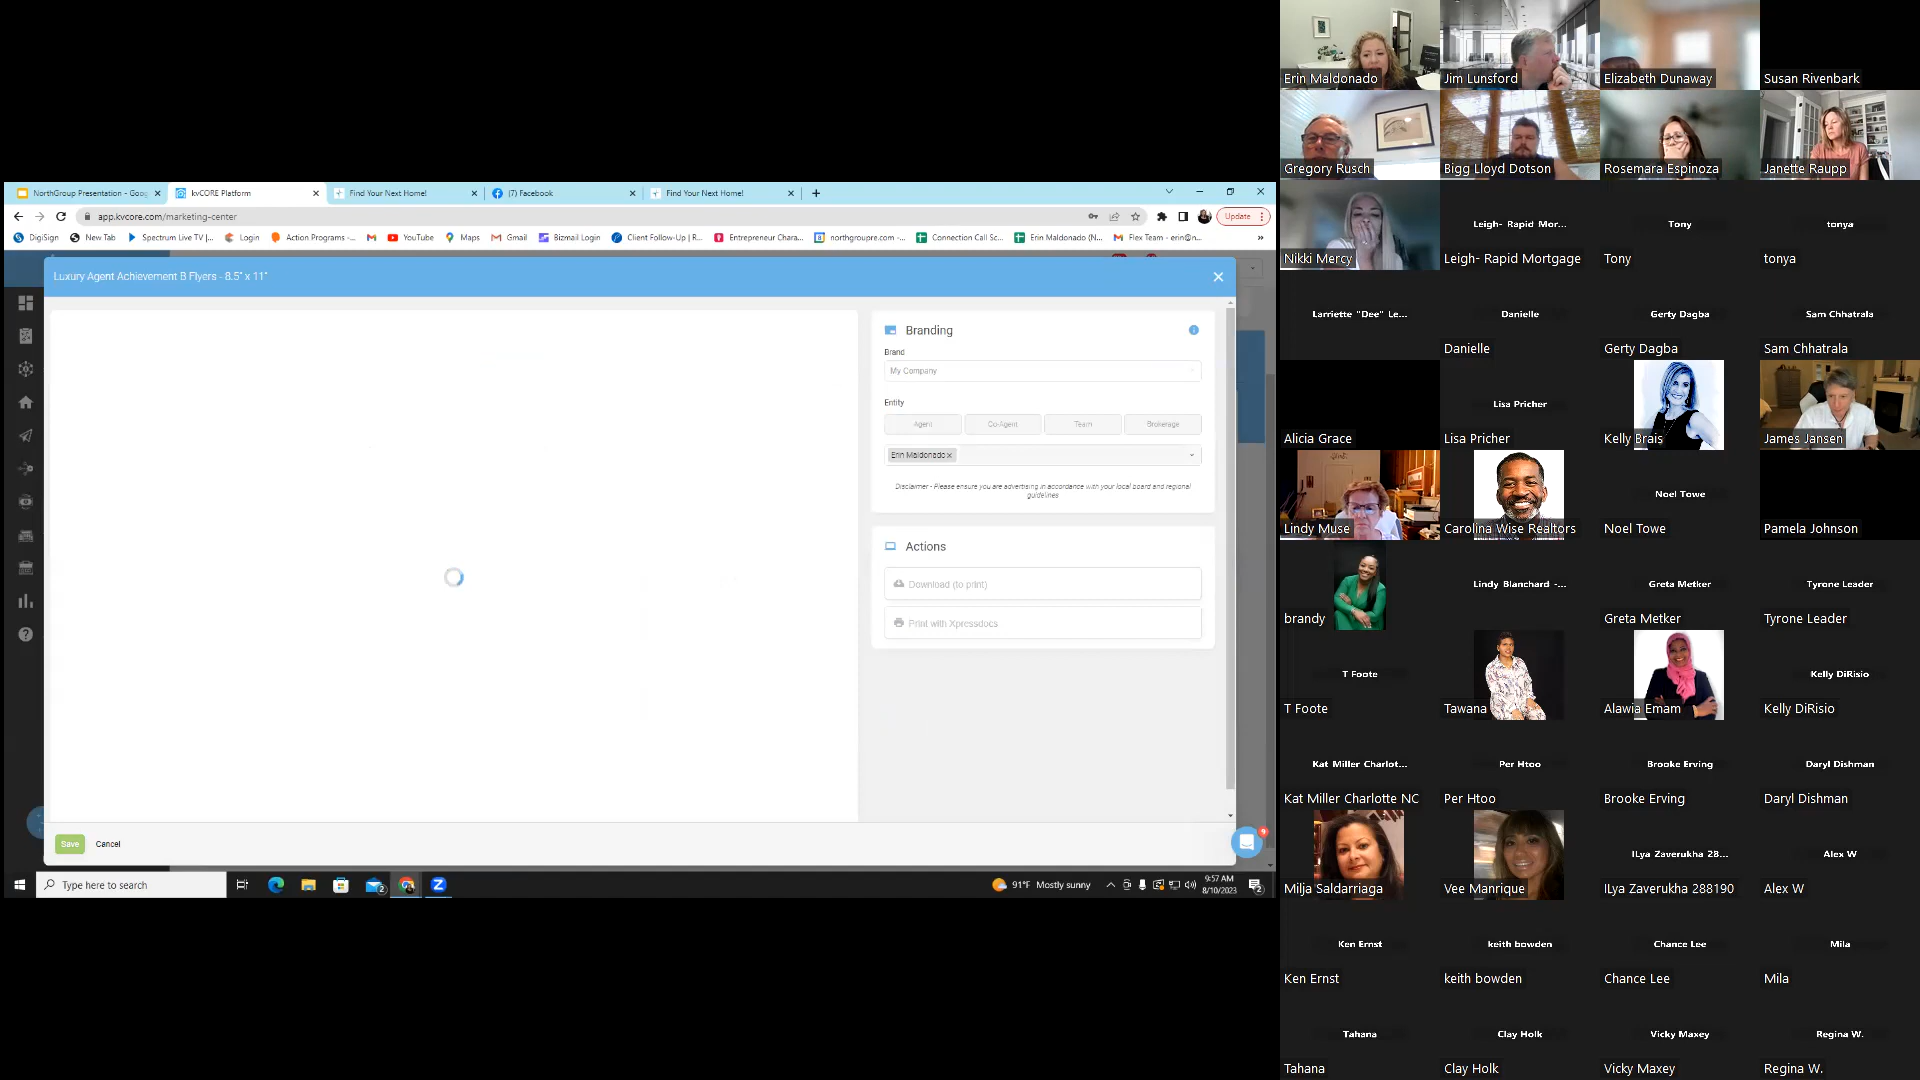 NorthGroup Presentation - Goog
kvCORE Platform
Find Your Next Home!
(7) Facebook
Find Your Next Home!
app.kvcore.com/marketing-center
Update
DigiSign
New Tab
Spectrum Live TV |...
Login
Action Programs -...
YouTube
Maps
Gmail
Bizmail Login
Client Follow-Up | R...
Entrepreneur Chara...
northgroupre.com -...
Connection Call Sc...
Erin Maldonado (N...
Flex Team - erin@n...
»
Luxury Agent Achievement B Flyers - 8.5" x 11"
Branding
Brand
My Company
Entity
Agent
Co-Agent
Team
Brokerage
Erin Maldonado
Disclaimer - Please ensure you are advertising in accordance with your local board and regional
guidelines
Actions
Download (to print)
Print with Xpressdocs
Save
Cancel
9
Type here to search
91°F Mostly sunny
9:57 AM
8/10/2023
Erin Maldonado
Jim Lunsford
Elizabeth Dunaway
Susan Rivenbark
Gregory Rusch
Bigg Lloyd Dotson
Rosemara Espinoza
Janette Raupp
Leigh- Rapid Mor...
Tony
tonya
Nikki Mercy
Leigh- Rapid Mortgage
Tony
tonya
Larriette "Dee" Le...
Danielle
Gerty Dagba
Sam Chhatrala
Danielle
Gerty Dagba
Sam Chhatrala
Lisa Pricher
Alicia Grace
Lisa Pricher
Kelly Brais
James Jansen
Noel Towe
Lindy Muse
Carolina Wise Realtors
Noel Towe
Pamela Johnson
Lindy Blanchard -...
Greta Metker
Tyrone Leader
brandy
Greta Metker
Tyrone Leader
T Foote
Kelly DiRisio
T Foote
Tawana
Alawia Emam
Kelly DiRisio
Kat Miller Charlot...
Per Htoo
Brooke Erving
Daryl Dishman
Kat Miller Charlotte NC
Per Htoo
Brooke Erving
Daryl Dishman
ILya Zaverukha 28...
Alex W
Milja Saldarriaga
Vee Manrique
ILya Zaverukha 288190
Alex W
Ken Ernst
keith bowden
Chance Lee
Mila
Ken Ernst
keith bowden
Chance Lee
Mila
Tahana
Clay Holk
Vicky Maxey
Regina W.
Tahana
Clay Holk
Vicky Maxey
Regina W.